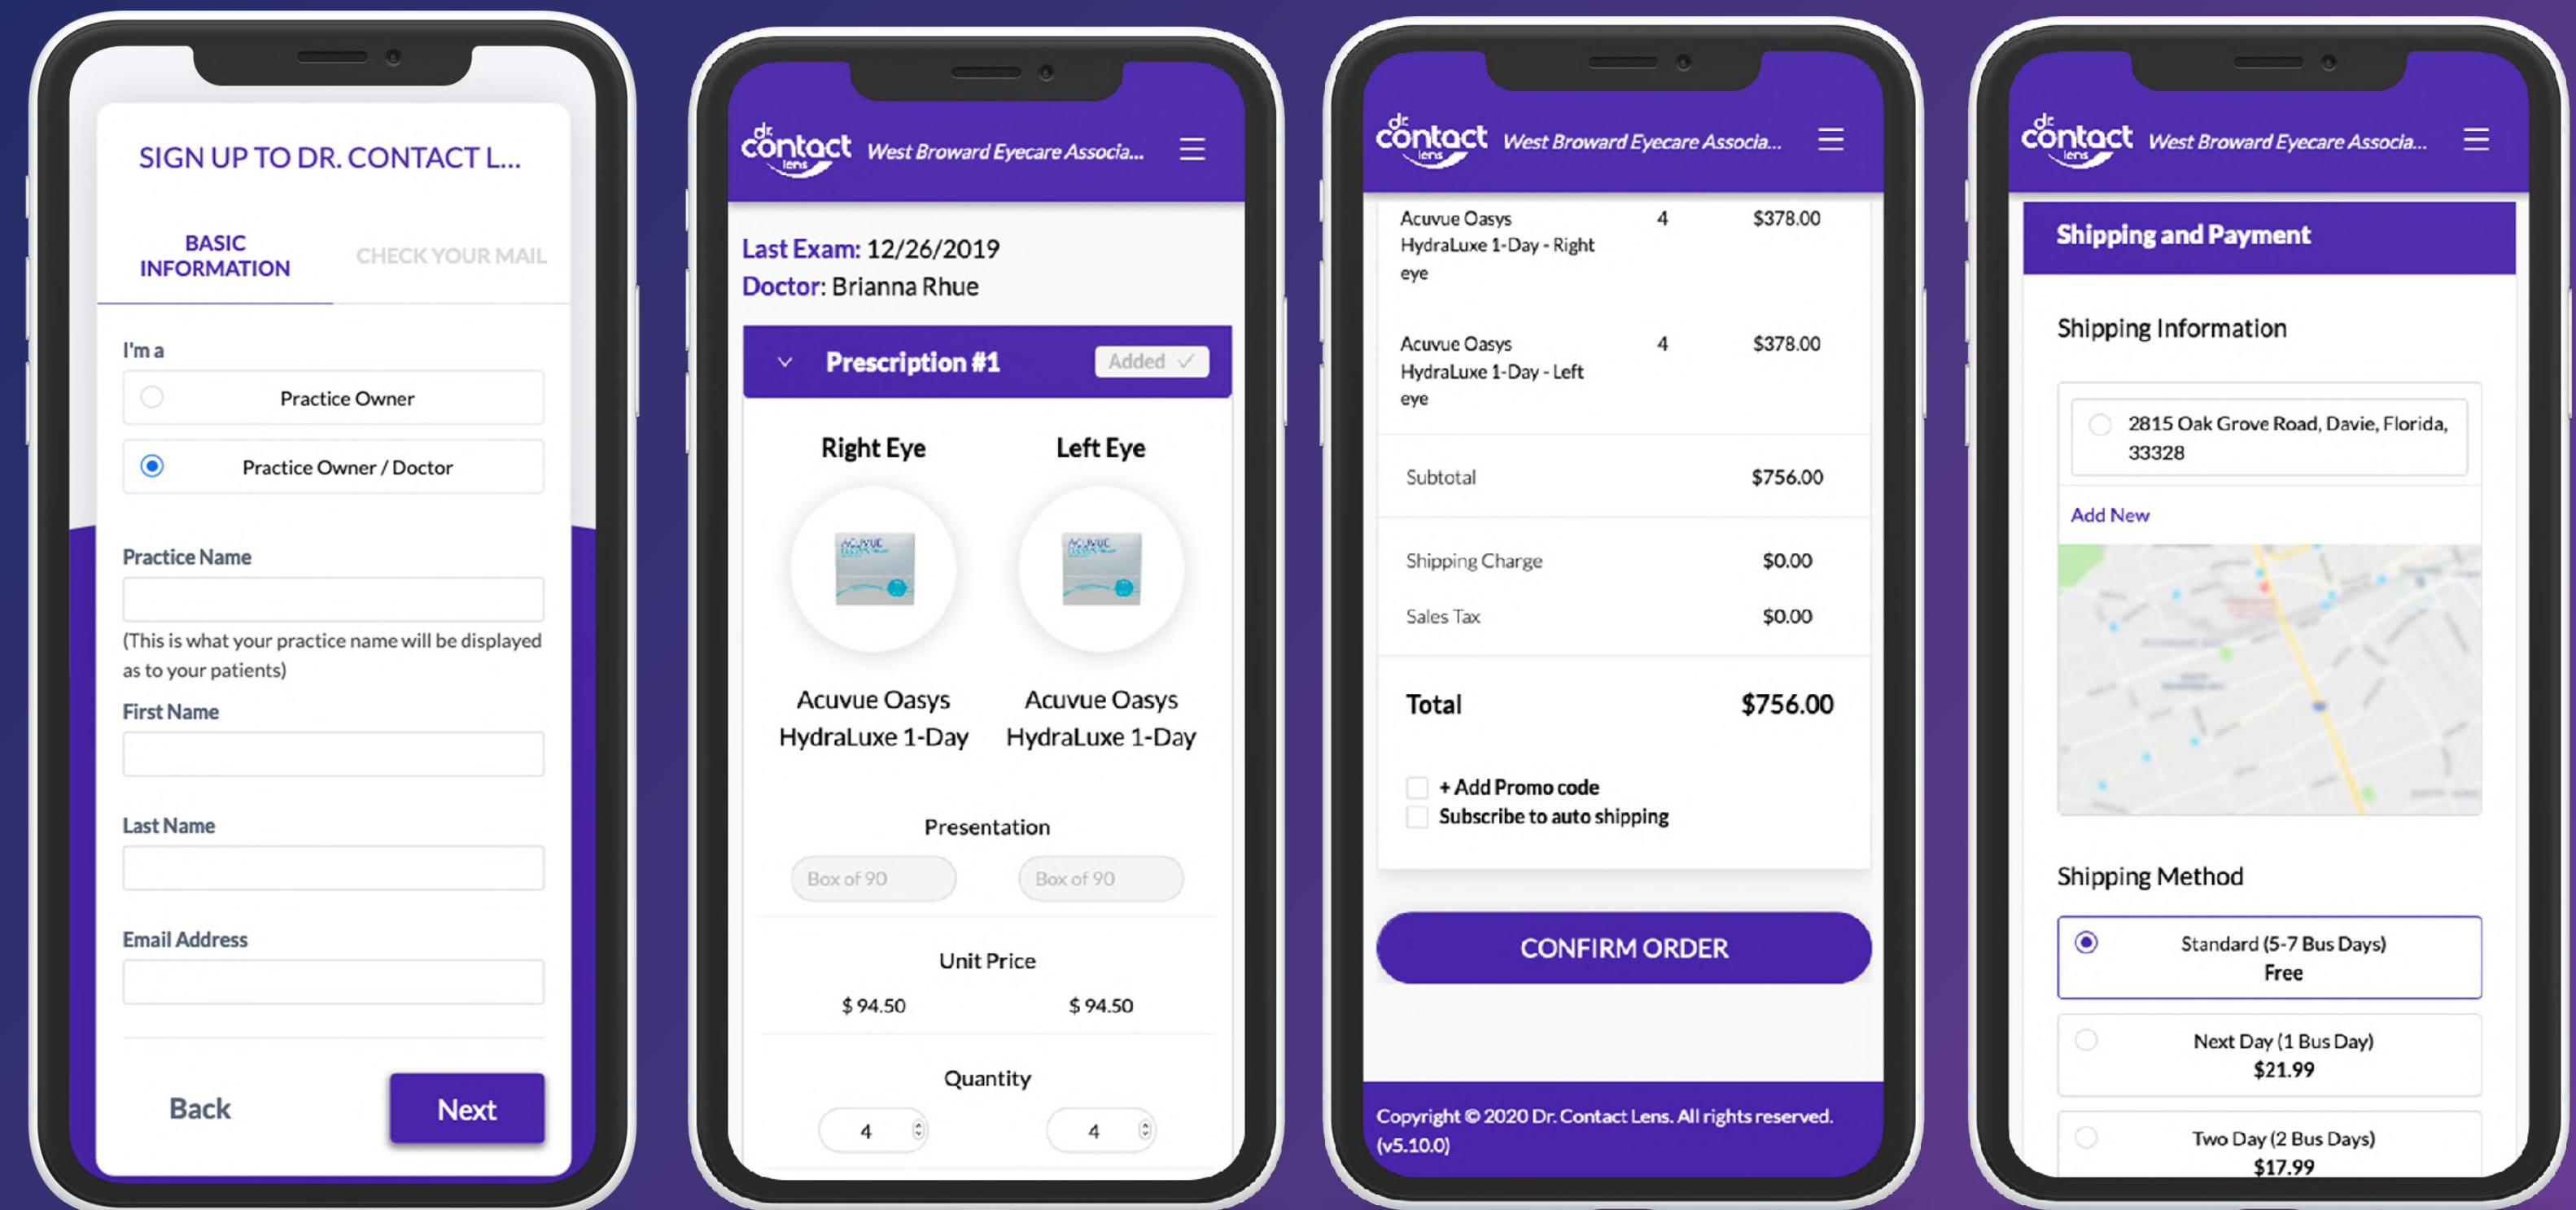 SIGN UP TO DR. CONTACT L...
BASIC
INFORMATION
CHECK YOUR MAIL
I'm a
Practice Owner
Practice Owner / Doctor
Practice Name
(This is what your practice name will be displayed
as to your patients)
First Name
Last Name
Email Address
Back
Next
dr.
contact
lens
West Broward Eyecare Associa...
Last Exam: 12/26/2019
Doctor: Brianna Rhue
Prescription #1
Added
Right Eye
Left Eye
ACUVUE
ACUVUE
Acuvue Oasys
HydraLuxe 1-Day
Acuvue Oasys
HydraLuxe 1-Day
Presentation
Box of 90
Box of 90
Unit Price
$ 94.50
$ 94.50
Quantity
4
4
dr.
contact
lens
West Broward Eyecare Associa...
Acuvue Oasys 4 $378.00
HydraLuxe 1-Day - Right
eye
Acuvue Oasys 4 $378.00
HydraLuxe 1-Day - Left
eye
Subtotal $756.00
Shipping Charge $0.00
Sales Tax $0.00
Total $756.00
+ Add Promo code
Subscribe to auto shipping
CONFIRM ORDER
Copyright © 2020 Dr. Contact Lens. All rights reserved.
(v5.10.0)
dr.
contact
lens
West Broward Eyecare Associa...
Shipping and Payment
Shipping Information
2815 Oak Grove Road, Davie, Florida,
33328
Add New
Shipping Method
Standard (5-7 Bus Days)
Free
Next Day (1 Bus Day)
$21.99
Two Day (2 Bus Days)
$17.99